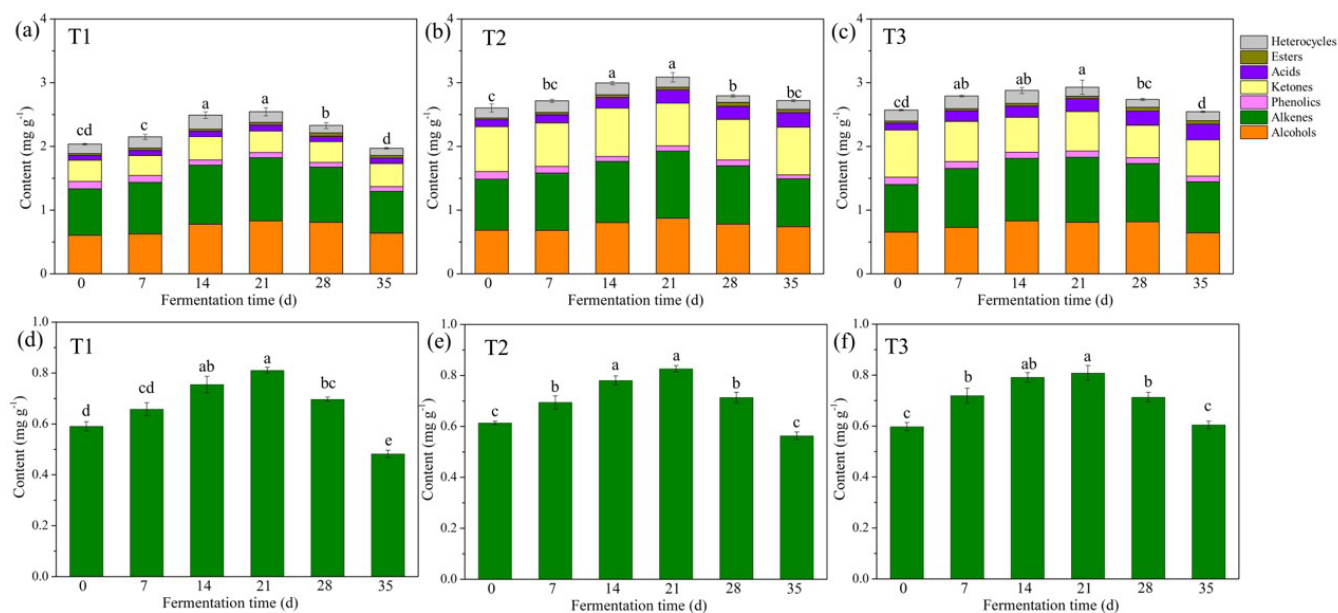 (a) T1
4
3
2
1
0
Content (mg g⁻¹)
cd c a a b d
0 7 14 21 28 35
Fermentation time (d)
(b) T2
4
3
2
1
0
Content (mg g⁻¹)
c bc a a bc bc
0 7 14 21 28 35
Fermentation time (d)
(c) T3
4
3
2
1
0
Content (mg g⁻¹)
cd ab ab a bc d
0 7 14 21 28 35
Fermentation time (d)
Heterocycles
Esters
Acids
Ketones
Phenolics
Alkenes
Alcohols
(d) T1
1.0
0.8
0.6
0.4
0.2
0.0
Content (mg g⁻¹)
d cd ab a bc e
0 7 14 21 28 35
Fermentation time (d)
(e) T2
1.0
0.8
0.6
0.4
0.2
0.0
Content (mg g⁻¹)
c b a a b c
0 7 14 21 28 35
Fermentation time (d)
(f) T3
1.0
0.8
0.6
0.4
0.2
0.0
Content (mg g⁻¹)
c b ab a b c
0 7 14 21 28 35
Fermentation time (d)